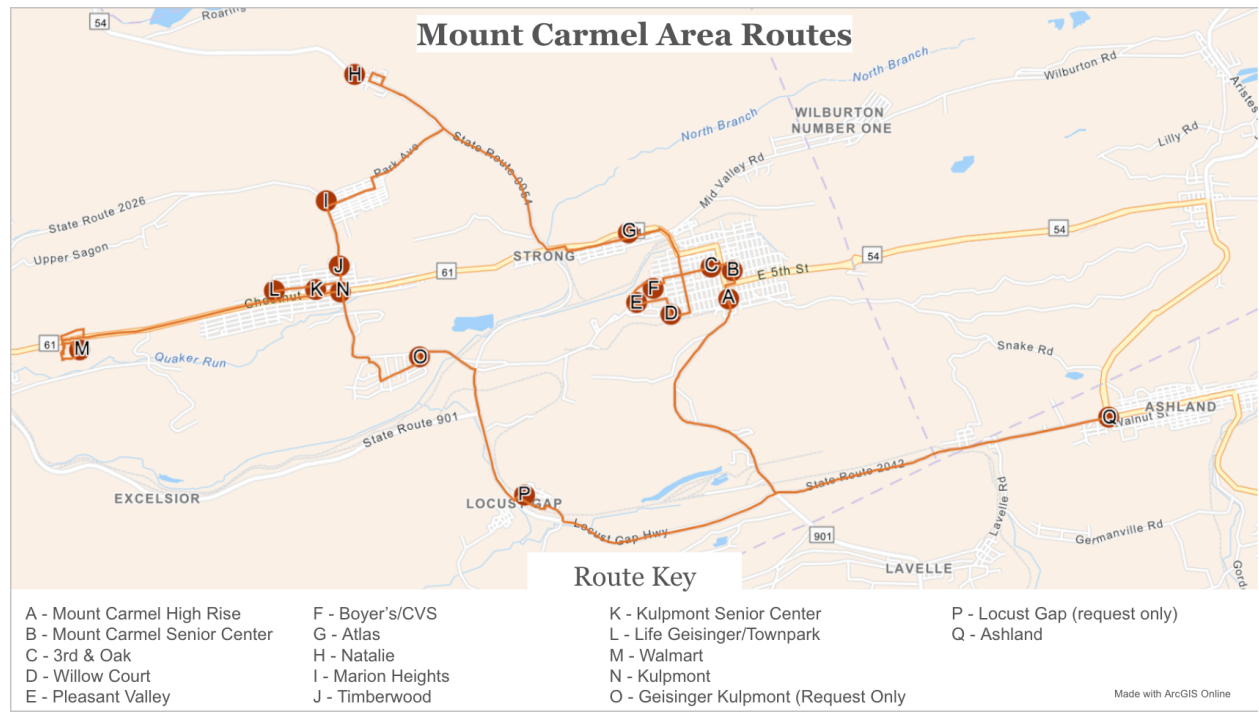 Mount Carmel Area Routes
54
Roaring
H
North Branch
Wilburton Rd
Aristes
WILBURTON
NUMBER ONE
North Branch
State Route 0054
Park Ave
Lilly Rd
Mid Valley Rd
I
State Route 2026
G
54
Upper Sagon
STRONG
J
C
B
E 5th St
54
61
L
K
N
Chestnut
F
E
A
D
61
M
Quaker Run
O
Snake Rd
ASHLAND
Q
Walnut St
State Route 901
State Route 2042
P
EXCELSIOR
LOCUST GAP
Locust Gap Hwy
Lavelle Rd
901
Germanville Rd
LAVELLE
Gord
Route Key
A - Mount Carmel High Rise
B - Mount Carmel Senior Center
C - 3rd & Oak
D - Willow Court
E - Pleasant Valley
F - Boyer’s/CVS
G - Atlas
H - Natalie
I - Marion Heights
J - Timberwood
K - Kulpmont Senior Center
L - Life Geisinger/Townpark
M - Walmart
N - Kulpmont
O - Geisinger Kulpmont (Request Only
P - Locust Gap (request only)
Q - Ashland
Made with ArcGIS Online